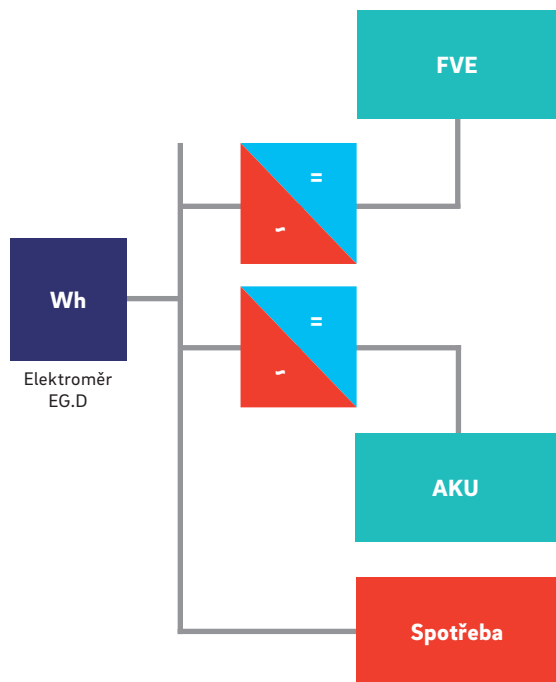 FVE
=
~
Wh
Elektroměr
EG.D
=
~
AKU
Spotřeba